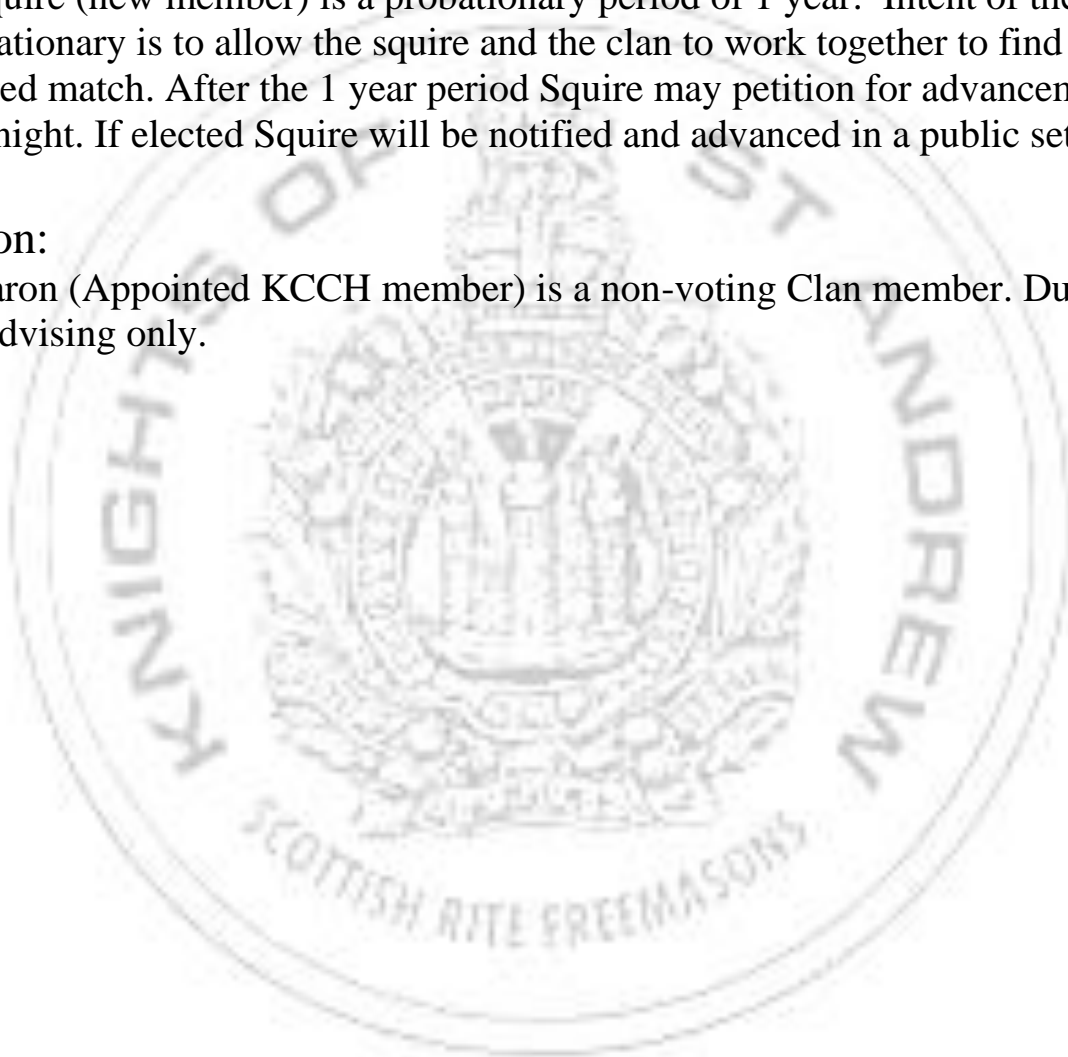 quire (new member) is a probationary period of 1 year. Intent of the
ationary is to allow the squire and the clan to work together to find
ed match. After the 1 year period Squire may petition for advancem
night. If elected Squire will be notified and advanced in a public set
on:
aron (Appointed KCCH member) is a non-voting Clan member. Du
dvising only.
KNIGHTS OF ST ANDREW
SCOTTISH RITE FREEMASONS